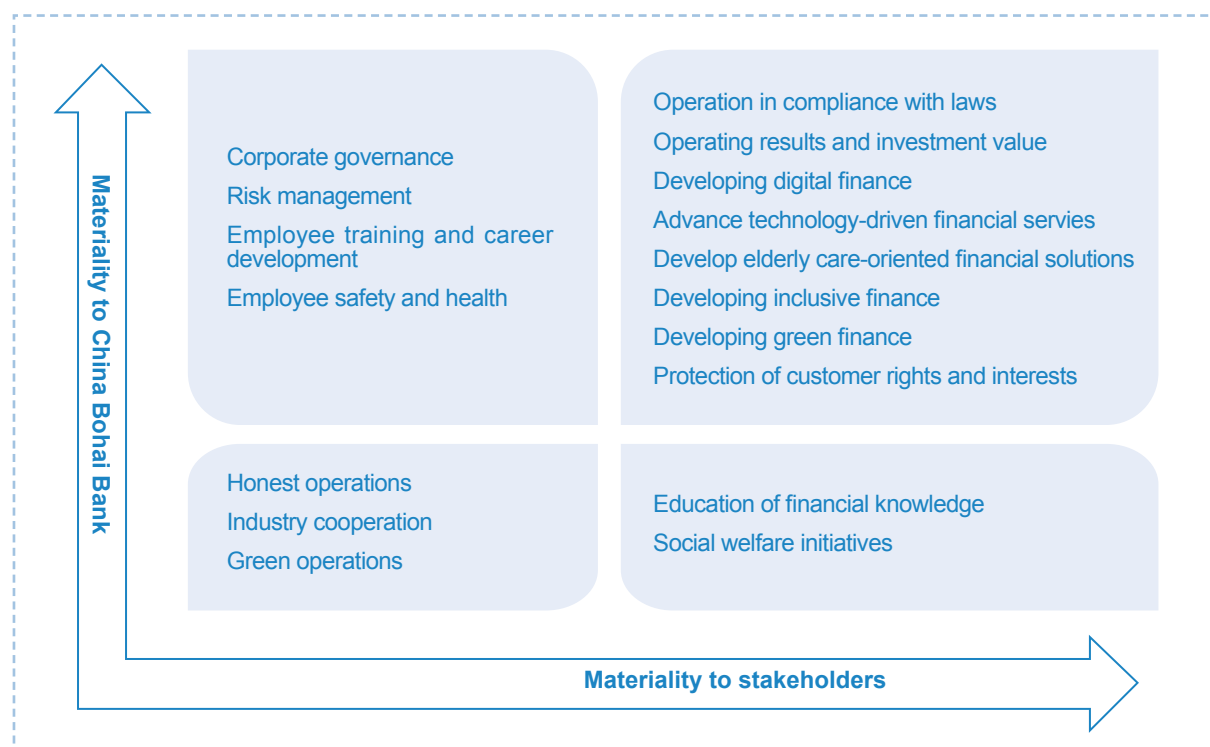 Materiality to China Bohai Bank
Corporate governance
Risk management
Employee training and career
development
Employee safety and health
Operation in compliance with laws
Operating results and investment value
Developing digital finance
Advance technology-driven financial servies
Develop elderly care-oriented financial solutions
Developing inclusive finance
Developing green finance
Protection of customer rights and interests
Honest operations
Industry cooperation
Green operations
Education of financial knowledge
Social welfare initiatives
Materiality to stakeholders